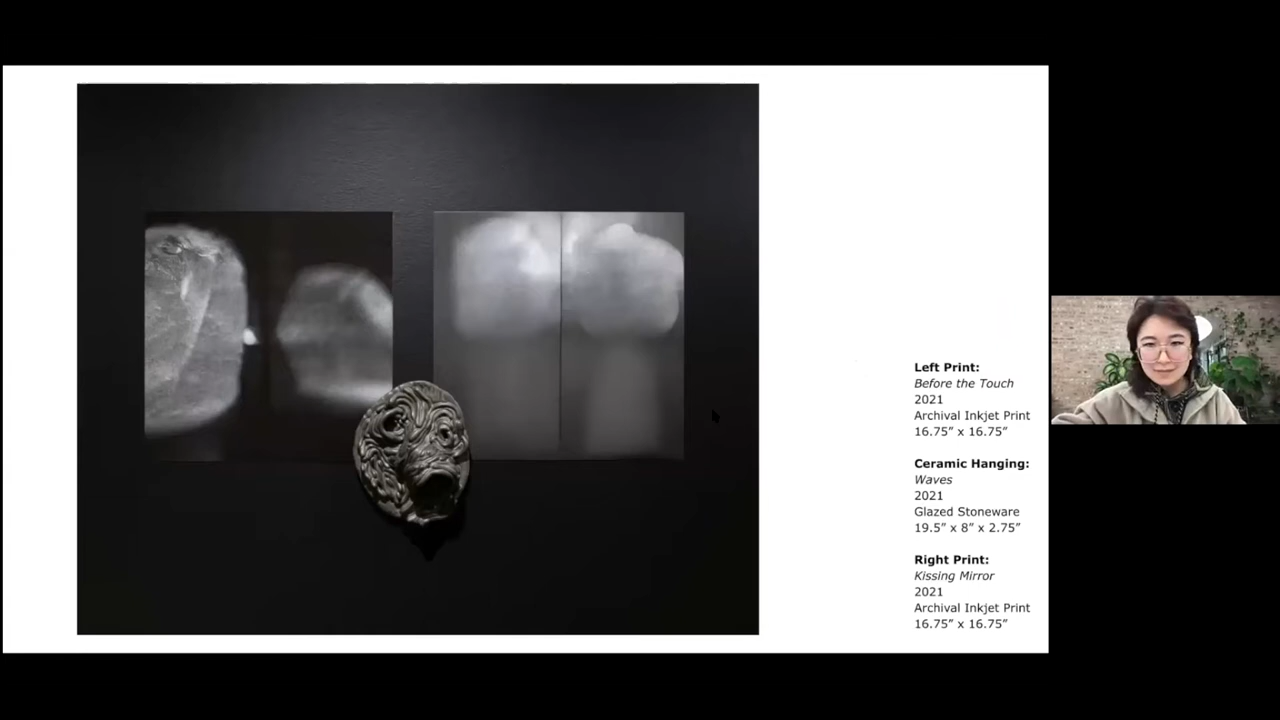 Left Print:
Before the Touch
2021
Archival Inkjet Print
16.75” x 16.75”
Ceramic Hanging:
Waves
2021
Glazed Stoneware
19.5” x 8” x 2.75”
Right Print:
Kissing Mirror
2021
Archival Inkjet Print
16.75” x 16.75”